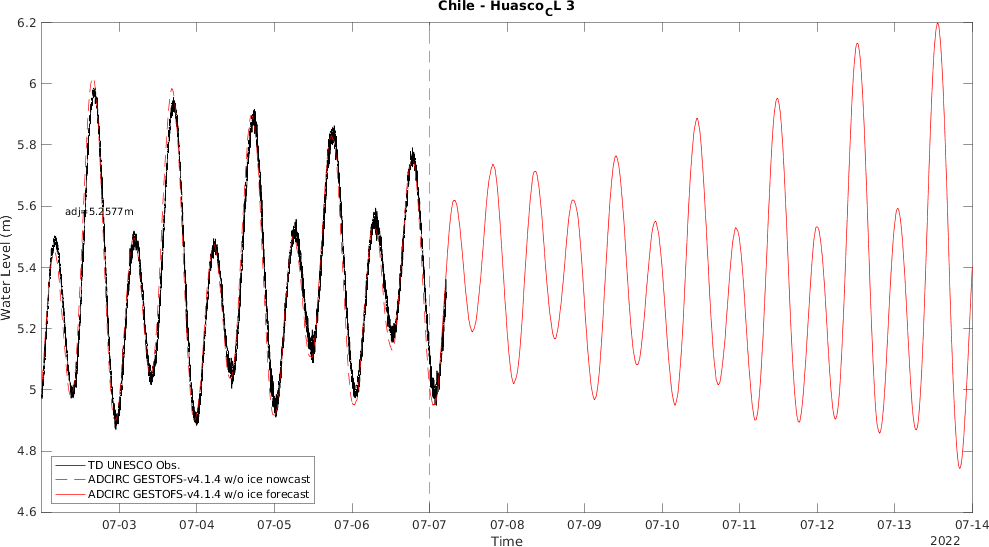 Chile - Huasco_CL 3
6.2
6
5.8
5.6
5.4
5.2
5
4.8
4.6
Water Level (m)
adj=5.2577m
TD UNESCO Obs.
ADCIRC GESTOFS-v4.1.4 w/o ice nowcast
ADCIRC GESTOFS-v4.1.4 w/o ice forecast
07-03 07-04 07-05 07-06 07-07 07-08 07-09 07-10 07-11 07-12 07-13 07-14
Time
2022